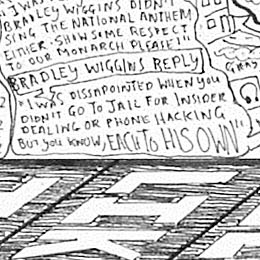 "I WAS
BRADLEY WIGGINS DIDN'T
SING THE NATIONAL ANTHEM
EITHER. SHOW SOME RESPECT
TO OUR MONARCH PLEASE"!!
BRADLEY WIGGINS REPLY
"I WAS DISSAPOINTED WHEN YOU
DIDN'T GO TO JAIL FOR INSIDER
DEALING OR PHONE HACKING
BUT YOU KNOW, EACH TO HIS OWN"